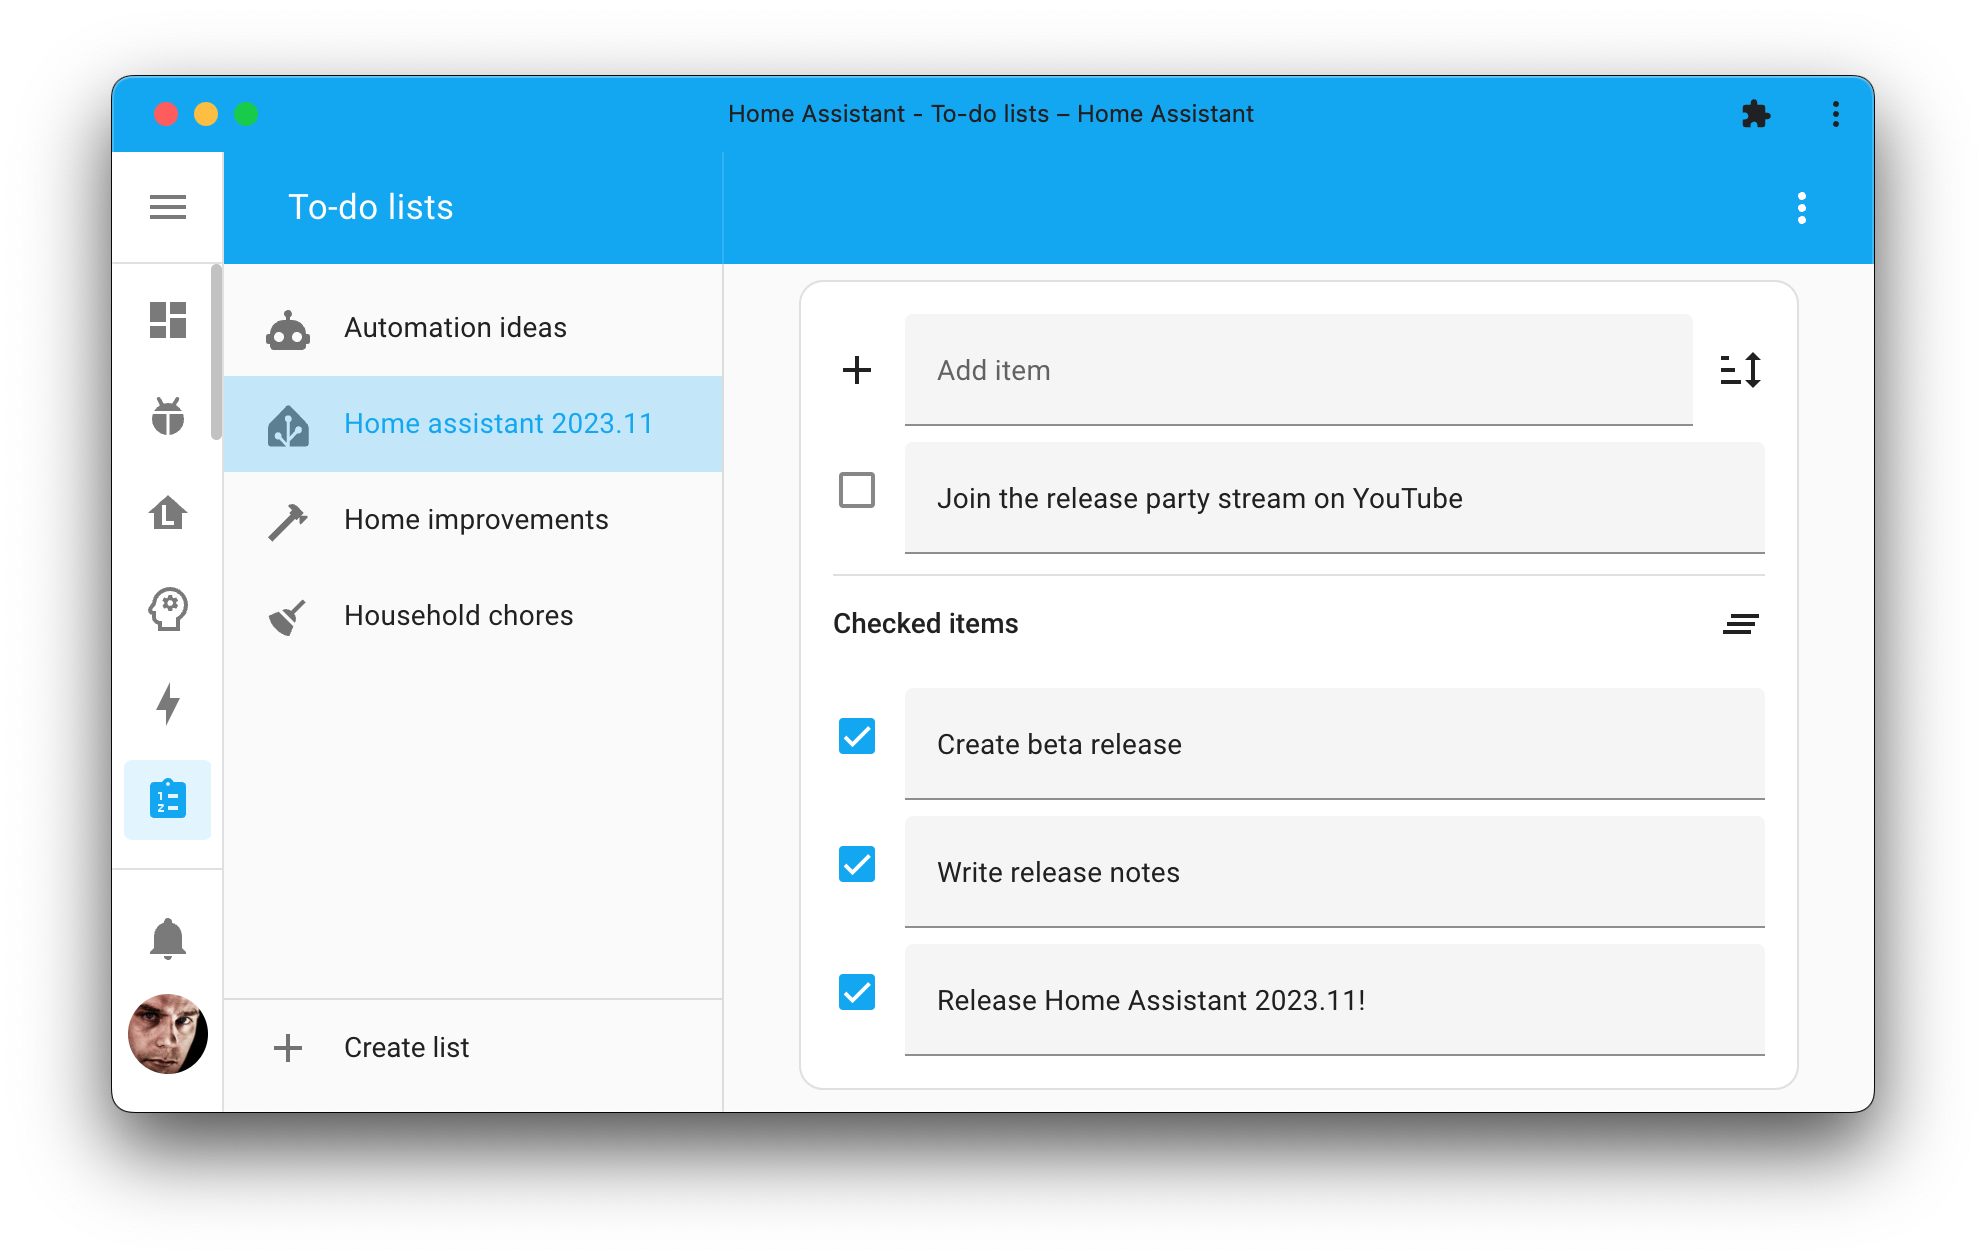 Home Assistant - To-do lists – Home Assistant
To-do lists
Automation ideas
Home assistant 2023.11
Home improvements
Household chores
Create list
Add item
Join the release party stream on YouTube
Checked items
Create beta release
Write release notes
Release Home Assistant 2023.11!